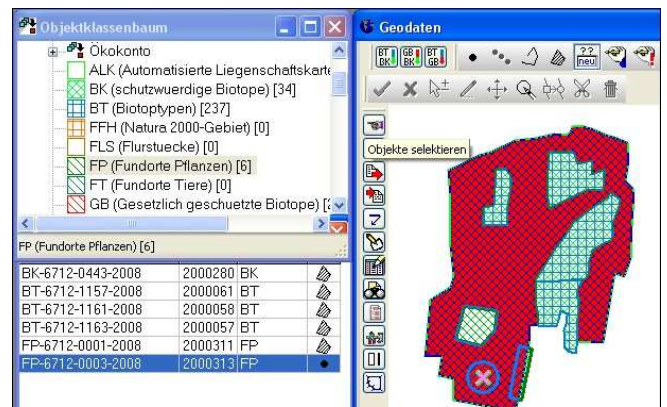 Objektklassenbaum
Ökokonto
ALK (Automatisierte Liegenschaftskarte
BK (schutzwuerdige Biotope) [34]
BT (Biotoptypen) [237]
FFH (Natura 2000-Gebiet) [0]
FLS (Flurstuecke) [0]
FP (Fundorte Pflanzen) [6]
FT (Fundorte Tiere) [0]
GB (Gesetzlich geschuetzte Biotope) [
FP (Fundorte Pflanzen) [6]
BK-6712-0443-2008 2000280 BK
BT-6712-1157-2008 2000061 BT
BT-6712-1161-2008 2000058 BT
BT-6712-1163-2008 2000057 BT
FP-6712-0001-2008 2000311 FP
FP-6712-0003-2008 2000313 FP
Geodaten
BT BK GB BK BT GB ?? neu
Objekte selektieren